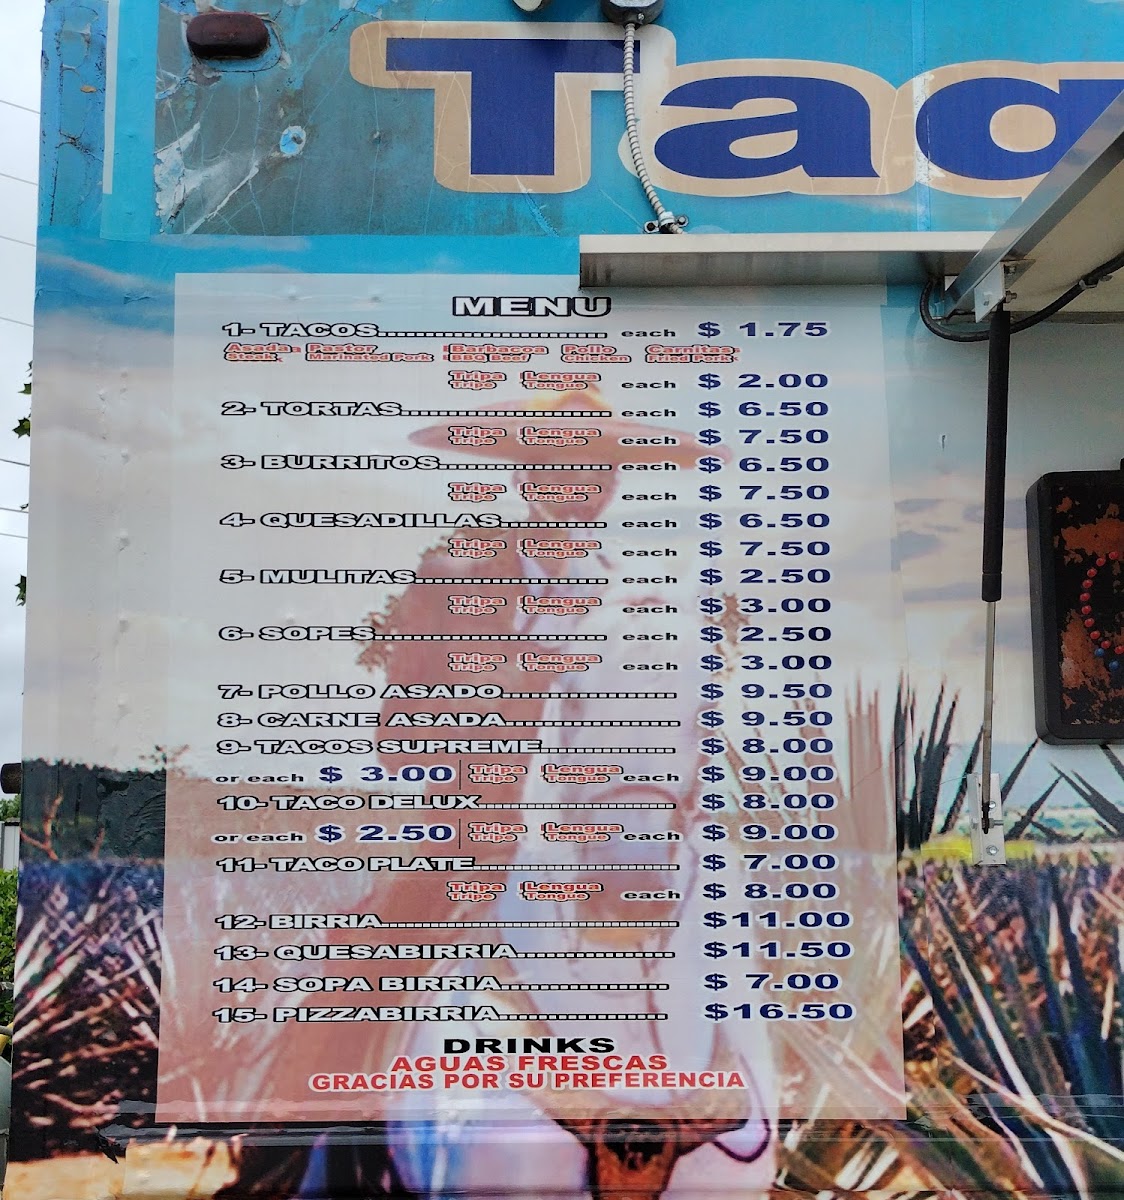 Taq
MENU
1- TACOS........................... each $ 1.75
Asada Pastor Barbacoa Pollo Carnitas
Steak Marinated Pork BBQ Beef Chicken Fried Pork
Tripa Lengua
Tripe Tongue each $ 2.00
2- TORTAS........................... each $ 6.50
Tripa Lengua
Tripe Tongue each $ 7.50
3- BURRITOS..................... each $ 6.50
Tripa Lengua
Tripe Tongue each $ 7.50
4- QUESADILLAS............. each $ 6.50
Tripa Lengua
Tripe Tongue each $ 7.50
5- MULITAS....................... each $ 2.50
Tripa Lengua
Tripe Tongue each $ 3.00
6- SOPES............................ each $ 2.50
Tripa Lengua
Tripe Tongue each $ 3.00
7- POLLO ASADO..................... $ 9.50
8- CARNE ASADA..................... $ 9.50
9- TACOS SUPREME................ $ 8.00
or each $ 3.00 Tripa Lengua
Tripe Tongue each $ 9.00
10- TACO DELUX....................... $ 8.00
or each $ 2.50 Tripa Lengua
Tripe Tongue each $ 9.00
11- TACO PLATE........................ $ 7.00
Tripa Lengua
Tripe Tongue each $ 8.00
12- BIRRIA................................... $11.00
13- QUESABIRRIA................... $11.50
14- SOPA BIRRIA.................... $ 7.00
15- PIZZABIRRIA.................... $16.50
DRINKS
AGUAS FRESCAS
GRACIAS POR SU PREFERENCIA